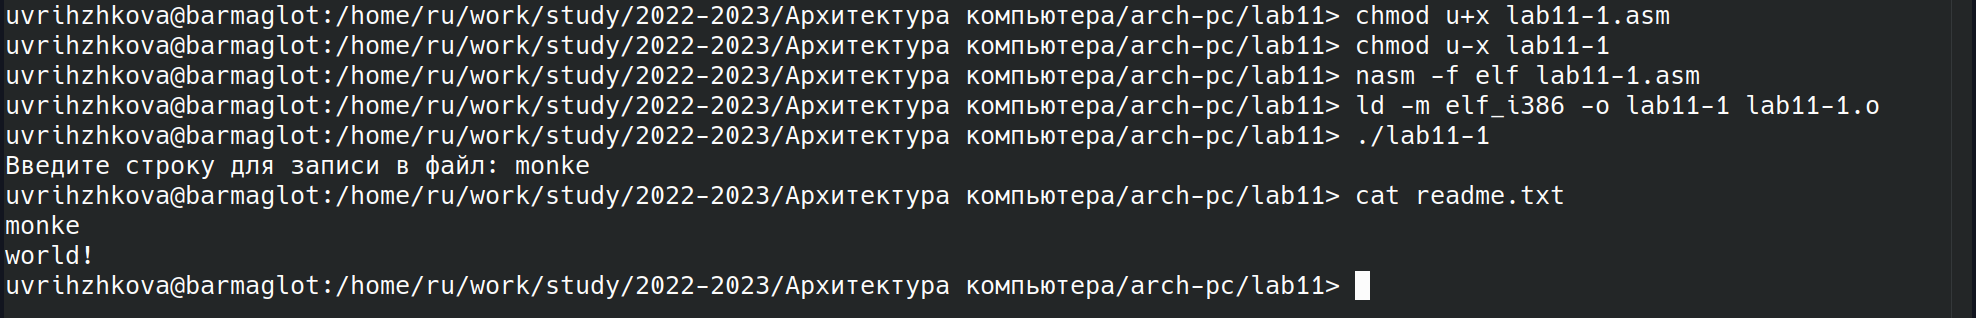 uvrihzhkova@barmaglot:/home/ru/work/study/2022-2023/Архитектура компьютера/arch-pc/lab11> chmod u+x lab11-1.asm
uvrihzhkova@barmaglot:/home/ru/work/study/2022-2023/Архитектура компьютера/arch-pc/lab11> chmod u-x lab11-1
uvrihzhkova@barmaglot:/home/ru/work/study/2022-2023/Архитектура компьютера/arch-pc/lab11> nasm -f elf lab11-1.asm
uvrihzhkova@barmaglot:/home/ru/work/study/2022-2023/Архитектура компьютера/arch-pc/lab11> ld -m elf_i386 -o lab11-1 lab11-1.o
uvrihzhkova@barmaglot:/home/ru/work/study/2022-2023/Архитектура компьютера/arch-pc/lab11> ./lab11-1
Введите строку для записи в файл: monke
uvrihzhkova@barmaglot:/home/ru/work/study/2022-2023/Архитектура компьютера/arch-pc/lab11> cat readme.txt
monke
world!
uvrihzhkova@barmaglot:/home/ru/work/study/2022-2023/Архитектура компьютера/arch-pc/lab11>